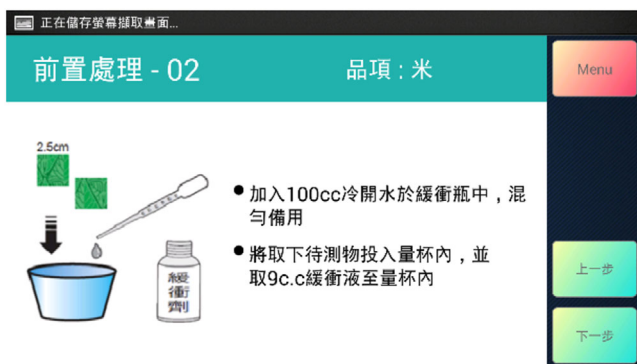 正在儲存螢幕擷取畫面...
前置處理 - 02
品項 : 米
Menu
2.5cm
● 加入100cc冷開水於緩衝瓶中，混
勻備用
● 將取下待測物投入量杯內，並
取9c.c緩衝液至量杯內
緩
衝
劑
上一步
下一步